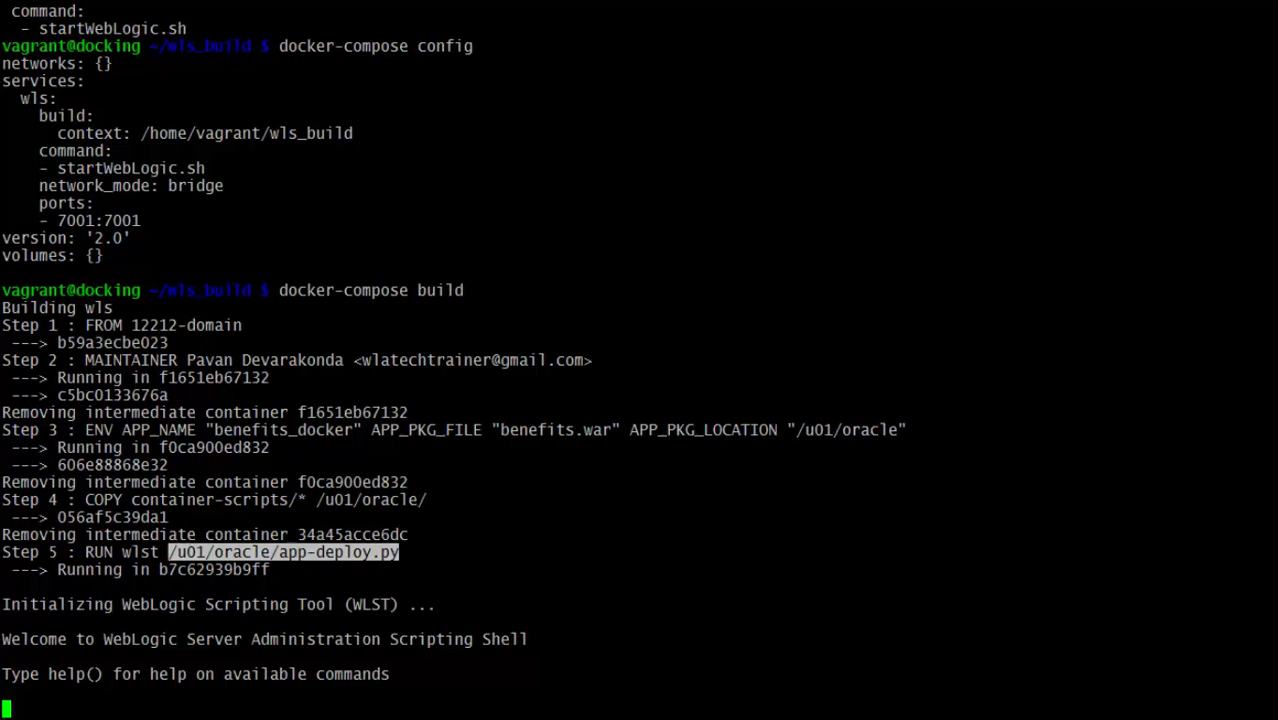 command:
- startWebLogic.sh
vagrant@docking ~/wls_build $ docker-compose config
networks: {}
services:
wls:
build:
context: /home/vagrant/wls_build
command:
- startWebLogic.sh
network_mode: bridge
ports:
- 7001:7001
version: '2.0'
volumes: {}
vagrant@docking ~/wls_build $ docker-compose build
Building wls
Step 1 : FROM 12212-domain
---> b59a3ecbe023
Step 2 : MAINTAINER Pavan Devarakonda <wlatechtrainer@gmail.com>
---> Running in f1651eb67132
---> c5bc0133676a
Removing intermediate container f1651eb67132
Step 3 : ENV APP_NAME "benefits_docker" APP_PKG_FILE "benefits.war" APP_PKG_LOCATION "/u01/oracle"
---> Running in f0ca900ed832
---> 606e88868e32
Removing intermediate container f0ca900ed832
Step 4 : COPY container-scripts/* /u01/oracle/
---> 056af5c39da1
Removing intermediate container 34a45acce6dc
Step 5 : RUN wlst /u01/oracle/app-deploy.py
---> Running in b7c62939b9ff
Initializing WebLogic Scripting Tool (WLST) ...
Welcome to WebLogic Server Administration Scripting Shell
Type help() for help on available commands